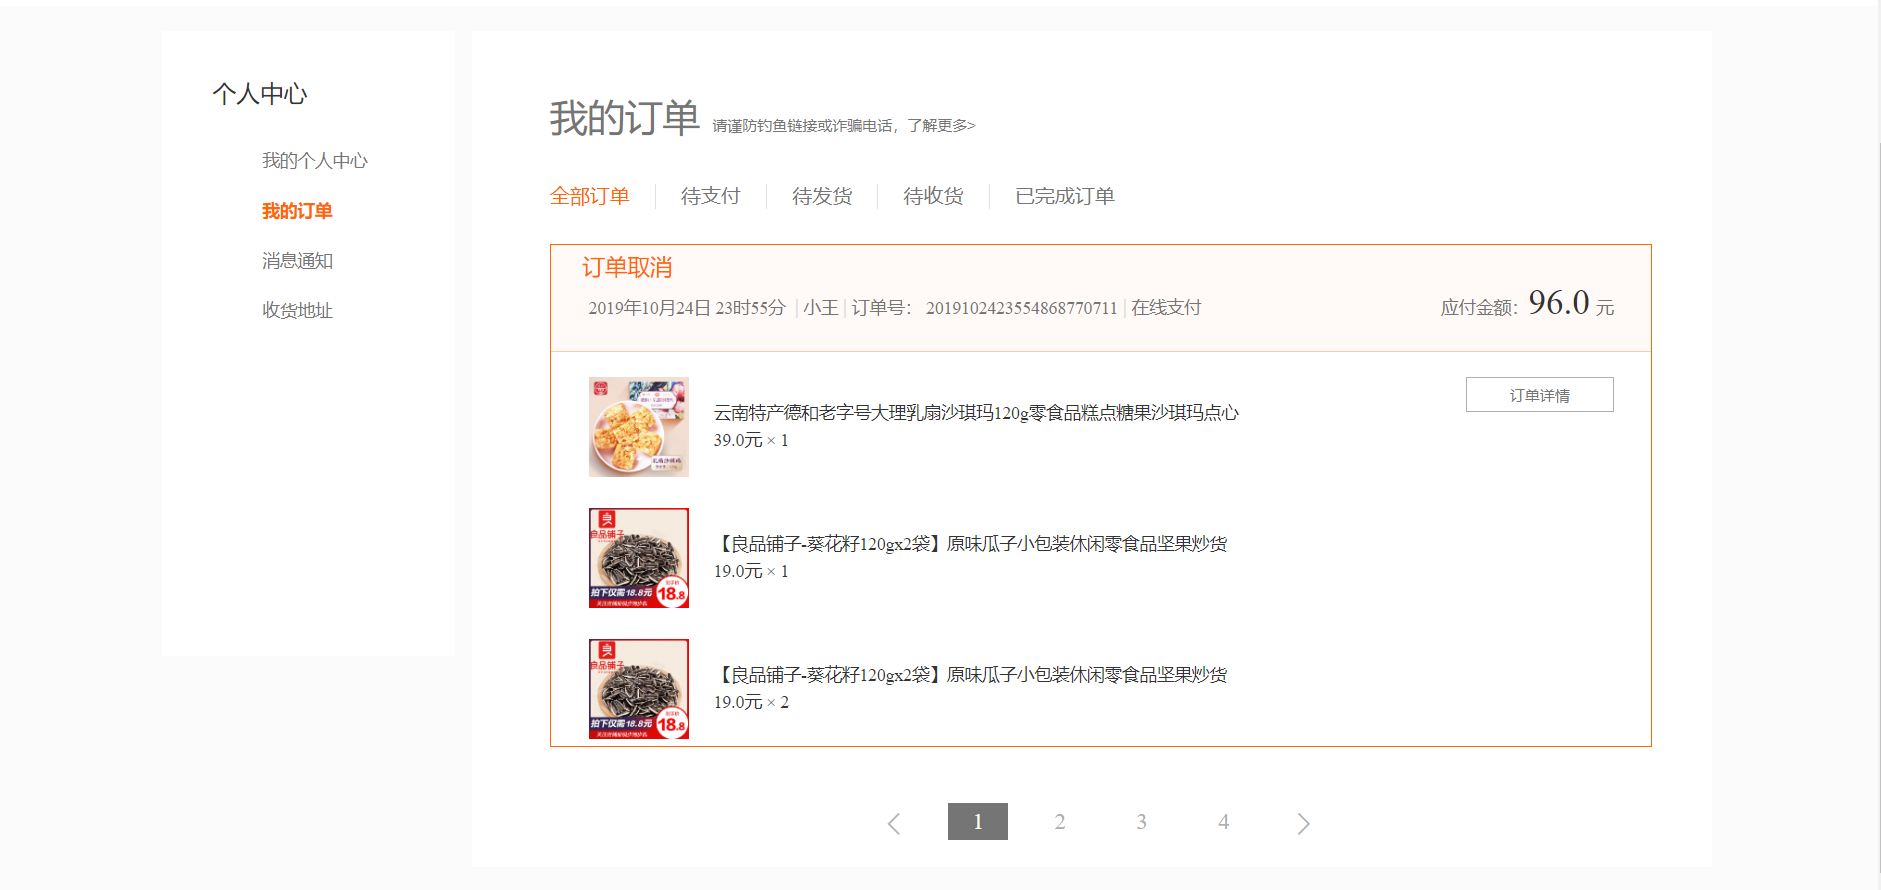 个人中心
我的个人中心
我的订单
消息通知
收货地址
我的订单 请谨防钓鱼链接或诈骗电话，了解更多>
全部订单 待支付 待发货 待收货 已完成订单
订单取消
2019年10月24日 23时55分 | 小王 | 订单号： 2019102423554868770711 | 在线支付 应付金额：96.0 元
云南特产德和老字号大理乳扇沙琪玛120g零食品糕点糖果沙琪玛点心
39.0元 × 1
订单详情
良品铺子
拍下仅需18.8元
18.8
【良品铺子-葵花籽120gx2袋】原味瓜子小包装休闲零食品坚果炒货
19.0元 × 1
良品铺子
拍下仅需18.8元
18.8
【良品铺子-葵花籽120gx2袋】原味瓜子小包装休闲零食品坚果炒货
19.0元 × 2
1 2 3 4